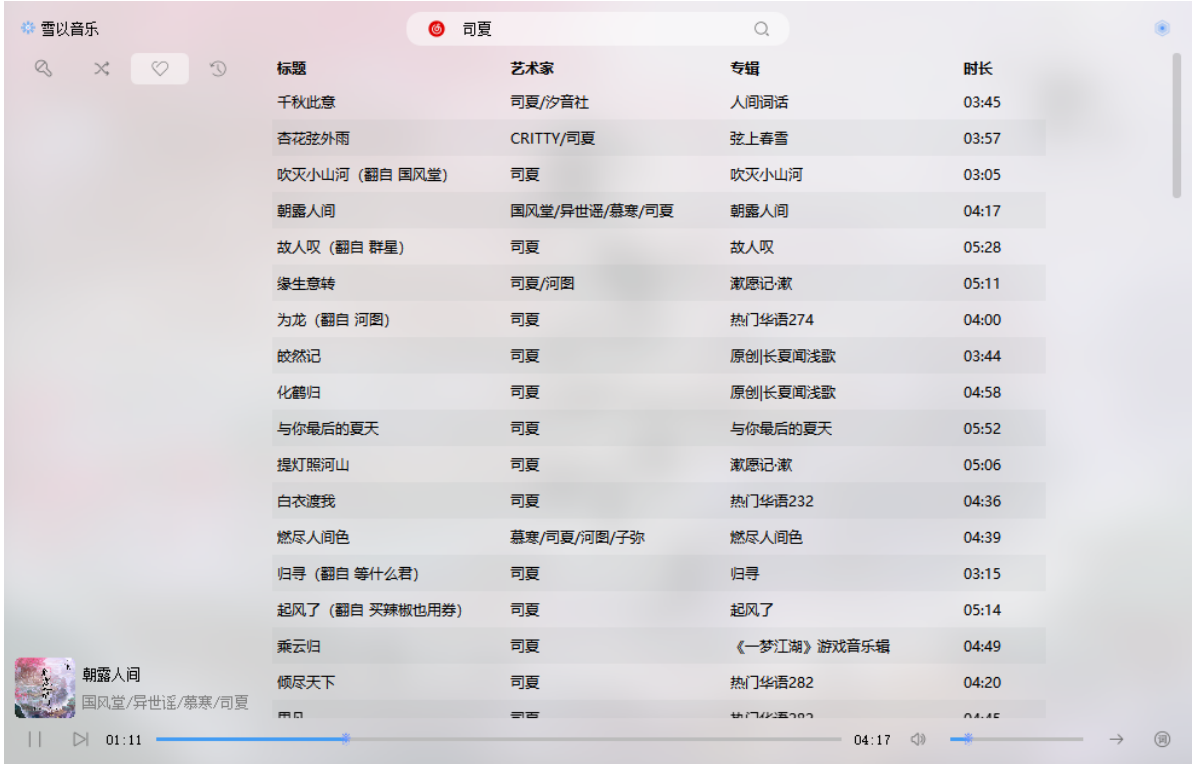 雪以音乐
司夏
标题 艺术家 专辑 时长
千秋此意 司夏/汐音社 人间词话 03:45
杏花弦外雨 CRITTY/司夏 弦上春雪 03:57
吹灭小山河（翻自 国风堂） 司夏 吹灭小山河 03:05
朝露人间 国风堂/异世谣/慕寒/司夏 朝露人间 04:17
故人叹（翻自 群星） 司夏 故人叹 05:28
缘生意转 司夏/河图 漱愿记·漱 05:11
为龙（翻自 河图） 司夏 热门华语274 04:00
皎然记 司夏 原创|长夏闻浅歌 03:44
化鹤归 司夏 原创|长夏闻浅歌 04:58
与你最后的夏天 司夏 与你最后的夏天 05:52
提灯照河山 司夏 漱愿记·漱 05:06
白衣渡我 司夏 热门华语232 04:36
燃尽人间色 慕寒/司夏/河图/子弥 燃尽人间色 04:39
归寻（翻自 等什么君） 司夏 归寻 03:15
起风了（翻自 买辣椒也用券） 司夏 起风了 05:14
乘云归 司夏 《一梦江湖》游戏音乐辑 04:49
倾尽天下 司夏 热门华语282 04:20
朝露人间
国风堂/异世谣/慕寒/司夏
01:11 04:17 词